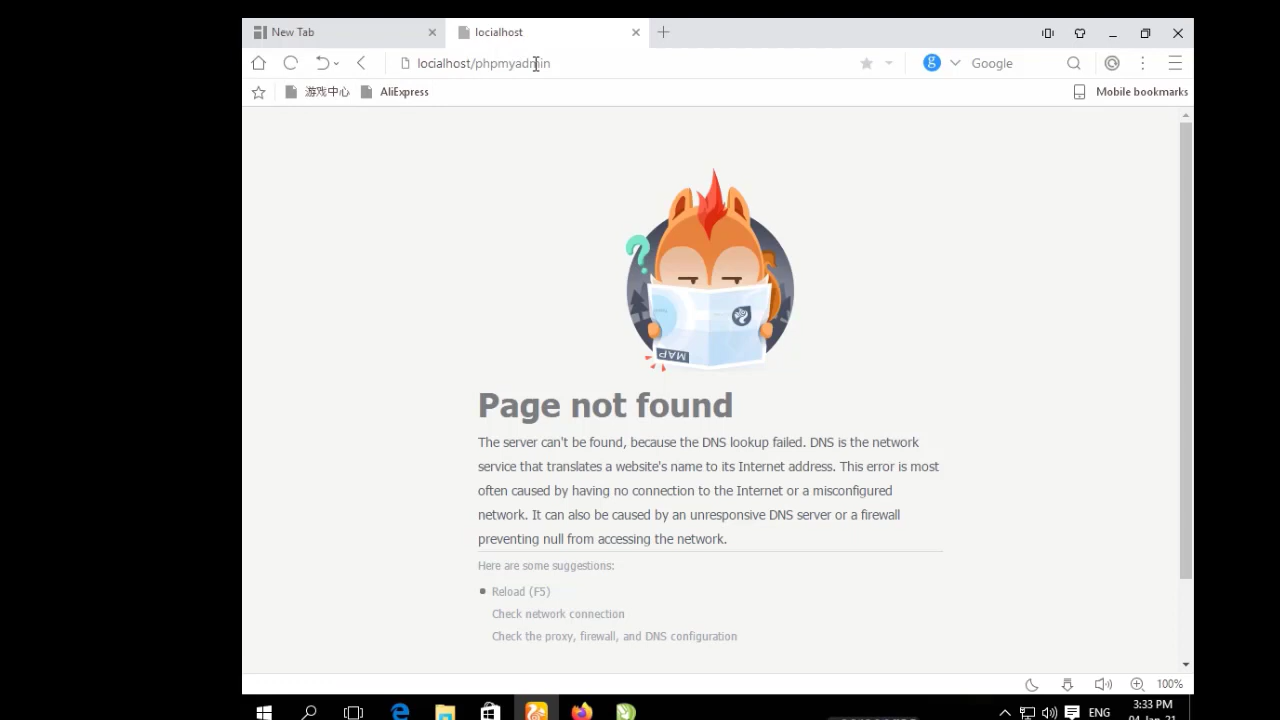 New Tab
locialhost
locialhost/phpmyadmin
Google
游戏中心
AliExpress
Mobile bookmarks
MAP
Page not found
The server can't be found, because the DNS lookup failed. DNS is the network
service that translates a website's name to its Internet address. This error is most
often caused by having no connection to the Internet or a misconfigured
network. It can also be caused by an unresponsive DNS server or a firewall
preventing null from accessing the network.
Here are some suggestions:
Reload (F5)
Check network connection
Check the proxy, firewall, and DNS configuration
100%
ENG
3:33 PM
04-Jan-21